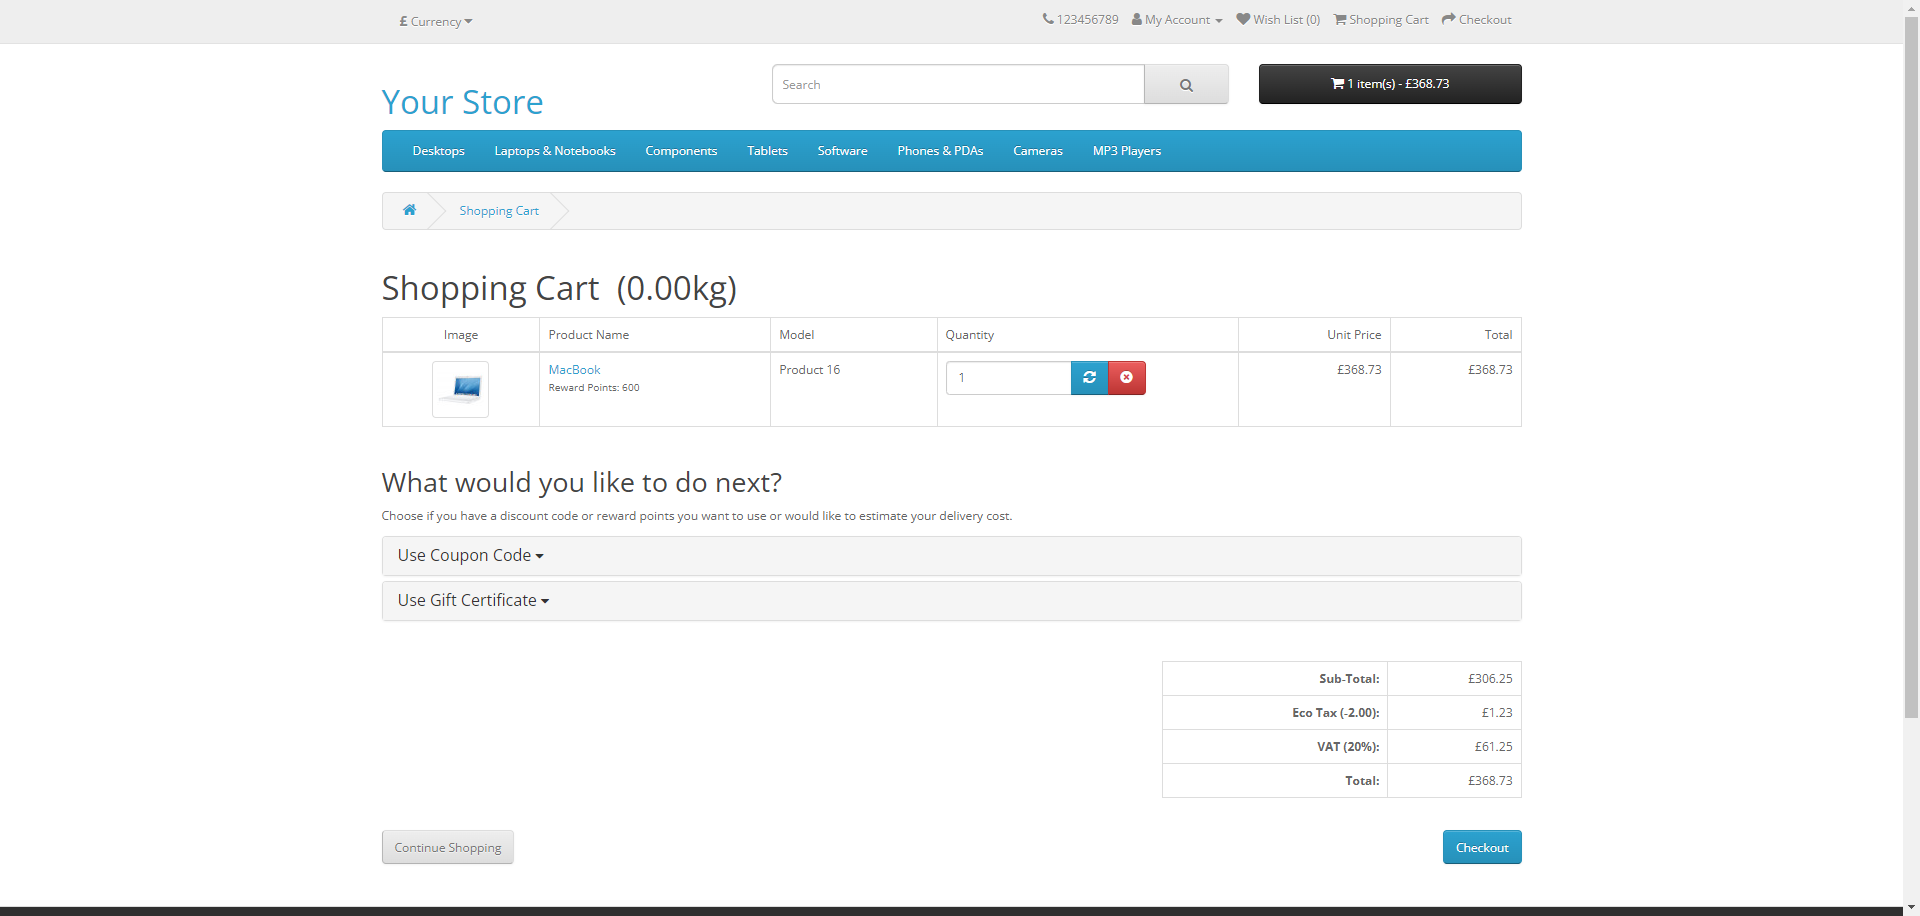 £ Currency
123456789 My Account Wish List (0) Shopping Cart Checkout
Your Store
Search
1 item(s) - £368.73
Desktops Laptops & Notebooks Components Tablets Software Phones & PDAs Cameras MP3 Players
Shopping Cart
Shopping Cart (0.00kg)
Image Product Name Model Quantity Unit Price Total
MacBook Product 16 1 £368.73 £368.73
Reward Points: 600
What would you like to do next?
Choose if you have a discount code or reward points you want to use or would like to estimate your delivery cost.
Use Coupon Code
Use Gift Certificate
Sub-Total: £306.25
Eco Tax (-2.00): £1.23
VAT (20%): £61.25
Total: £368.73
Continue Shopping Checkout